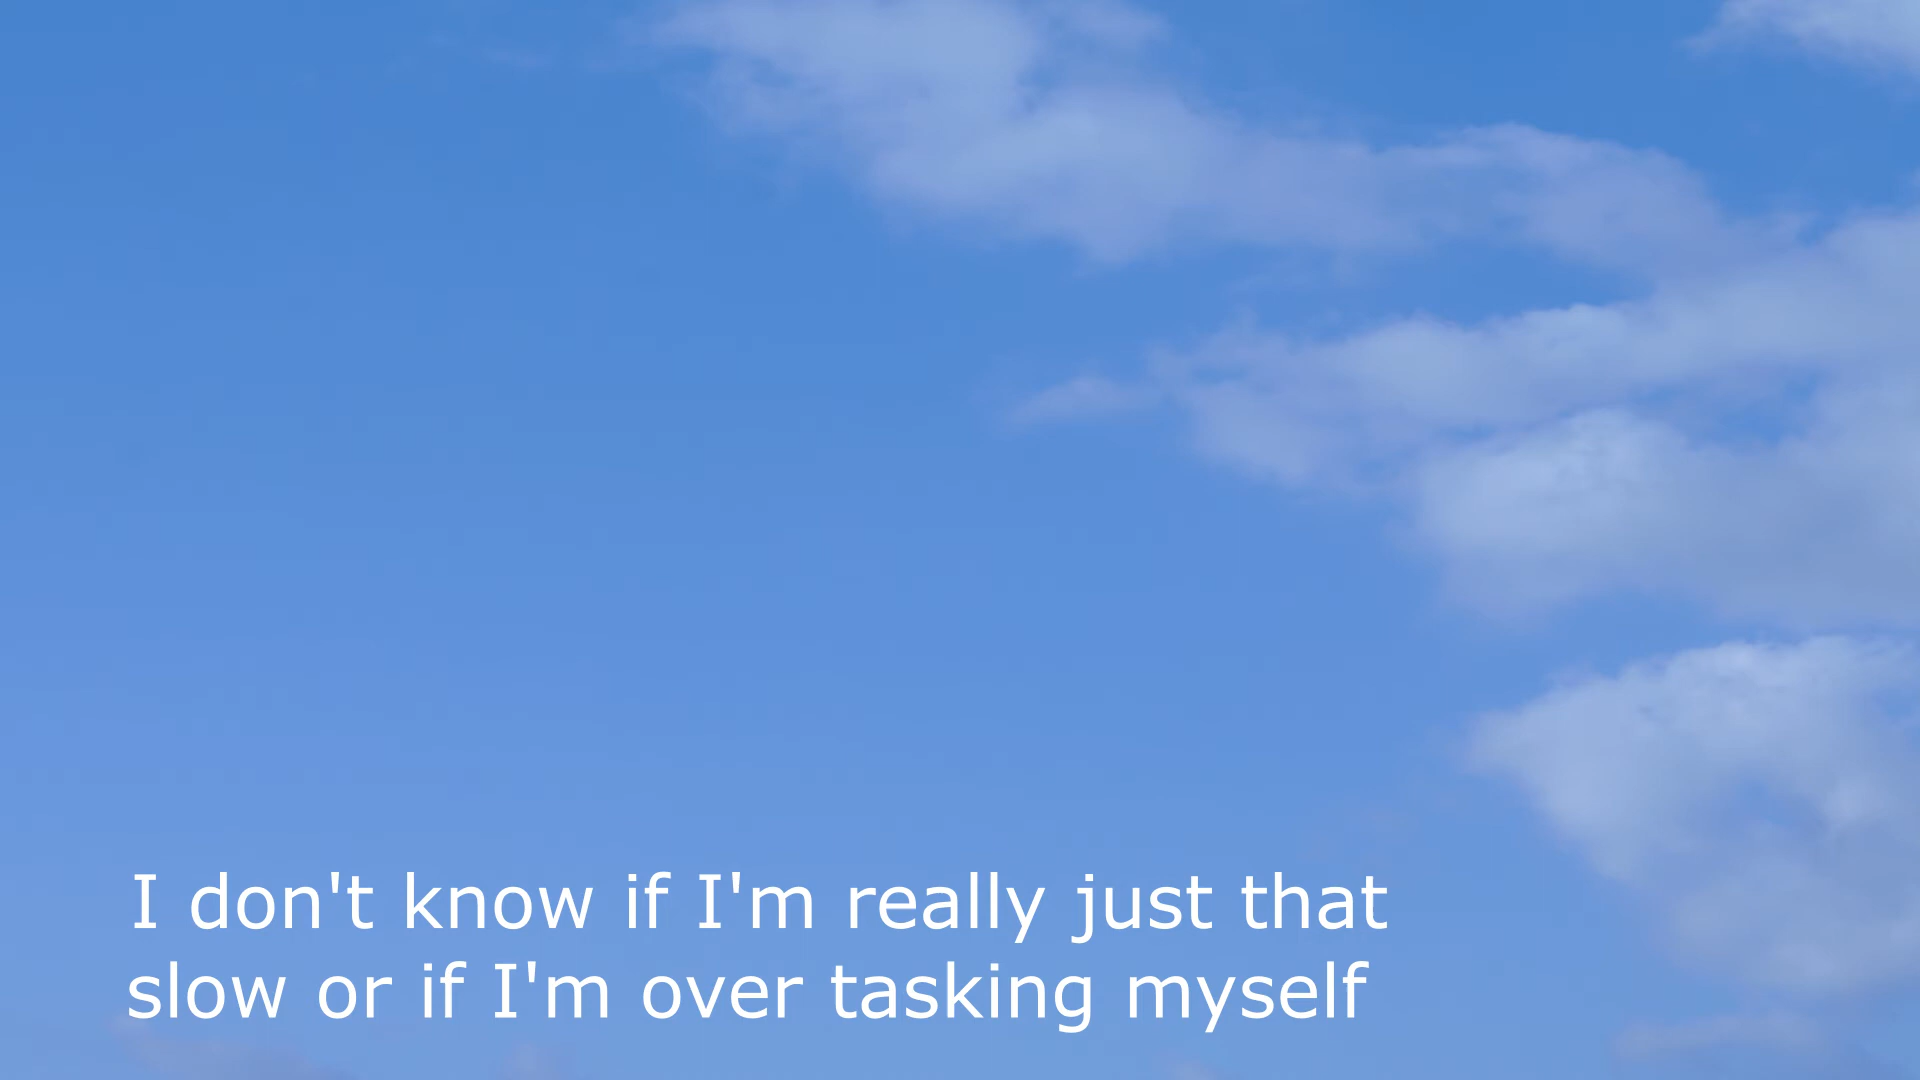 I don't know if I'm really just that
slow or if I'm over tasking myself